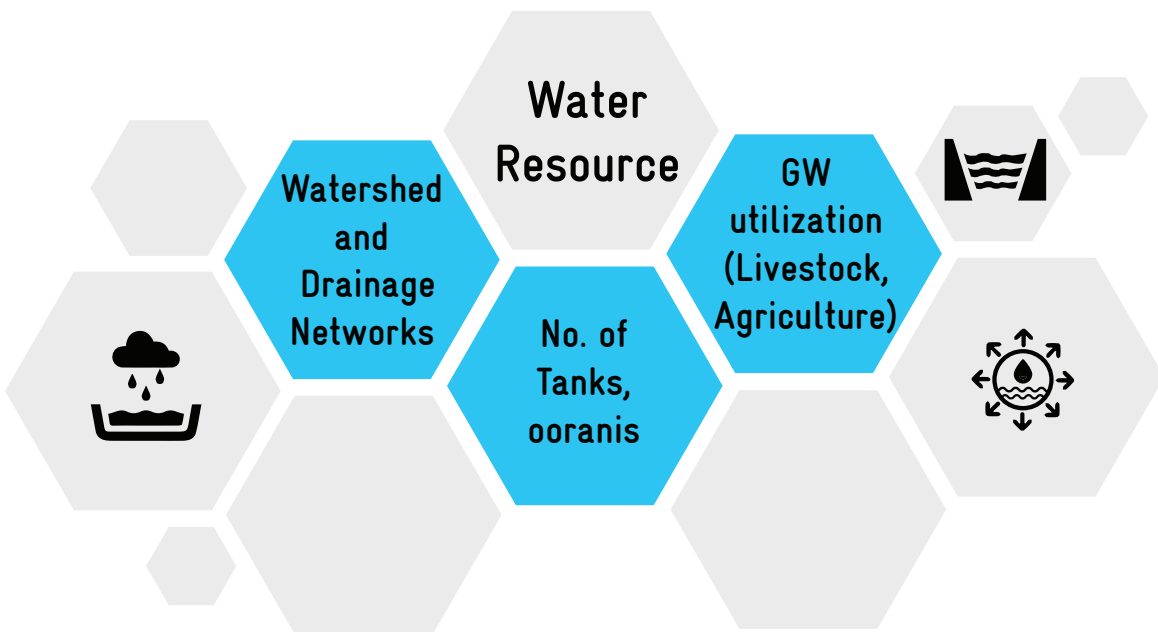 Water
Resource
Watershed
and
Drainage
Networks
No. of
Tanks,
ooranis
GW
utilization
(Livestock,
Agriculture)